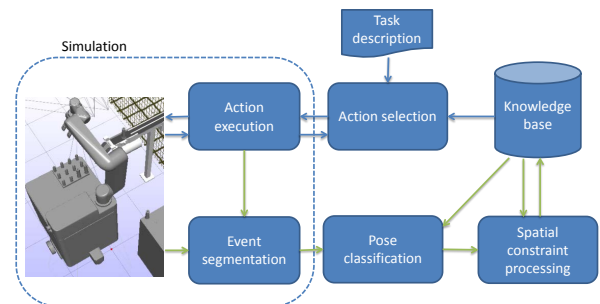 Task
description
Simulation
Action
execution
Action selection
Knowledge
base
Event
segmentation
Pose
classification
Spatial
constraint
processing